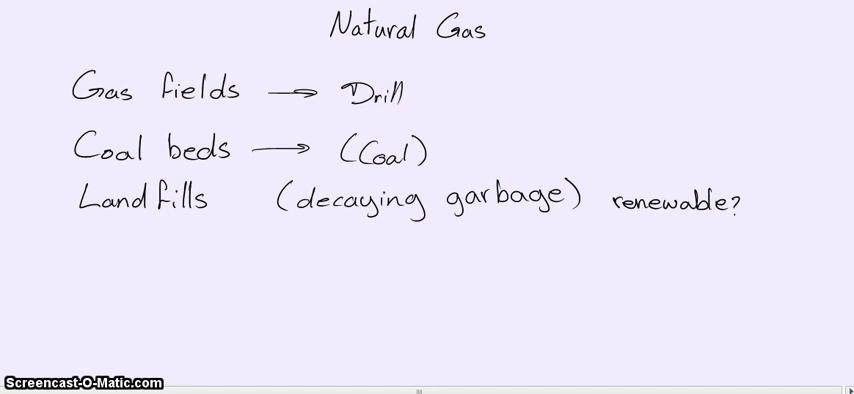 Natural Gas
Gas fields → Drill
Coal beds → (Coal)
Landfills (decaying garbage) renewable?
Screencast-O-Matic.com